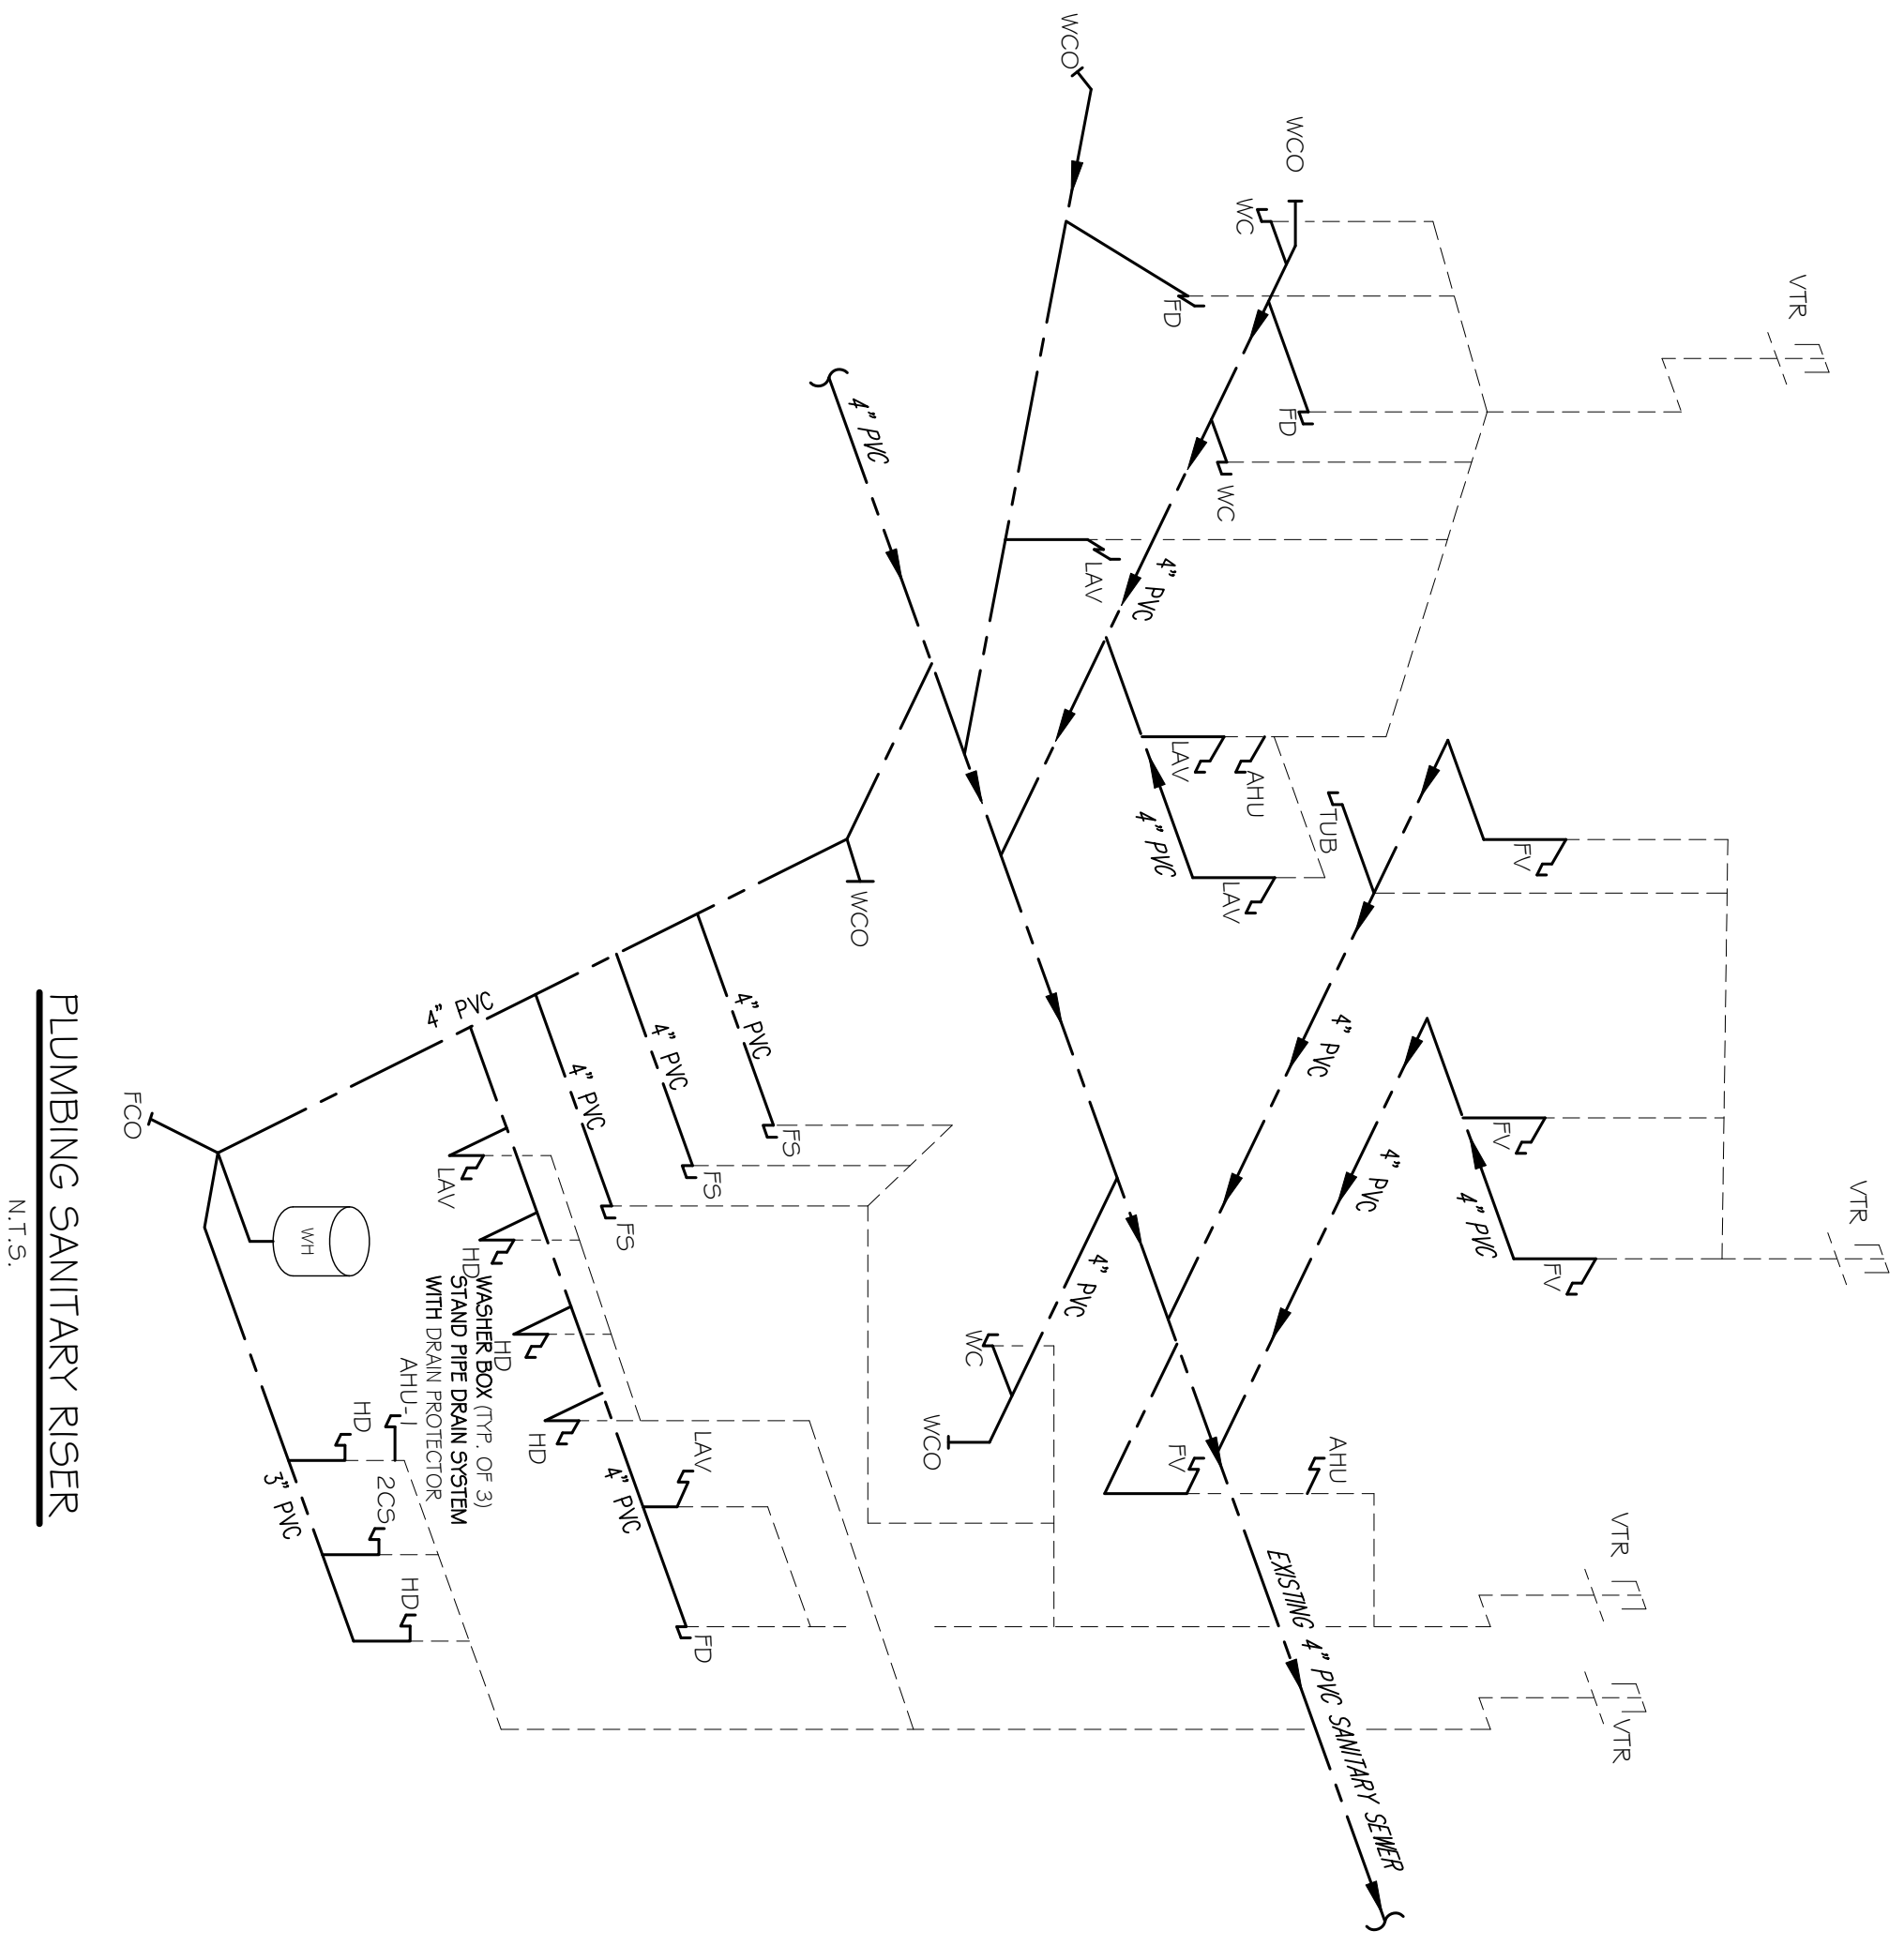 VTR
VTR
VTR
VTR
WCO
WCO
WC
FD
FD
WC
4" PVC
4" PVC
LAV
LAV
AHU
4" PVC
LAV
TUB
FV
4" PVC
FV
4" PVC
4" PVC
FV
WCO
4" PVC
4" PVC
4" PVC
4" PVC
FS
FS
FS
4" PVC
WC
WCO
FV
AHU
EXISTING 4" PVC SANITARY SEWER
FCO
WH
LAV
HD
HD
HD
WASHER BOX (TYP. OF 3)
STAND PIPE DRAIN SYSTEM
WITH DRAIN PROTECTOR
LAV
4" PVC
FD
AHU-1
HD
2CS
HD
3" PVC
PLUMBING SANITARY RISER
N.T.S.